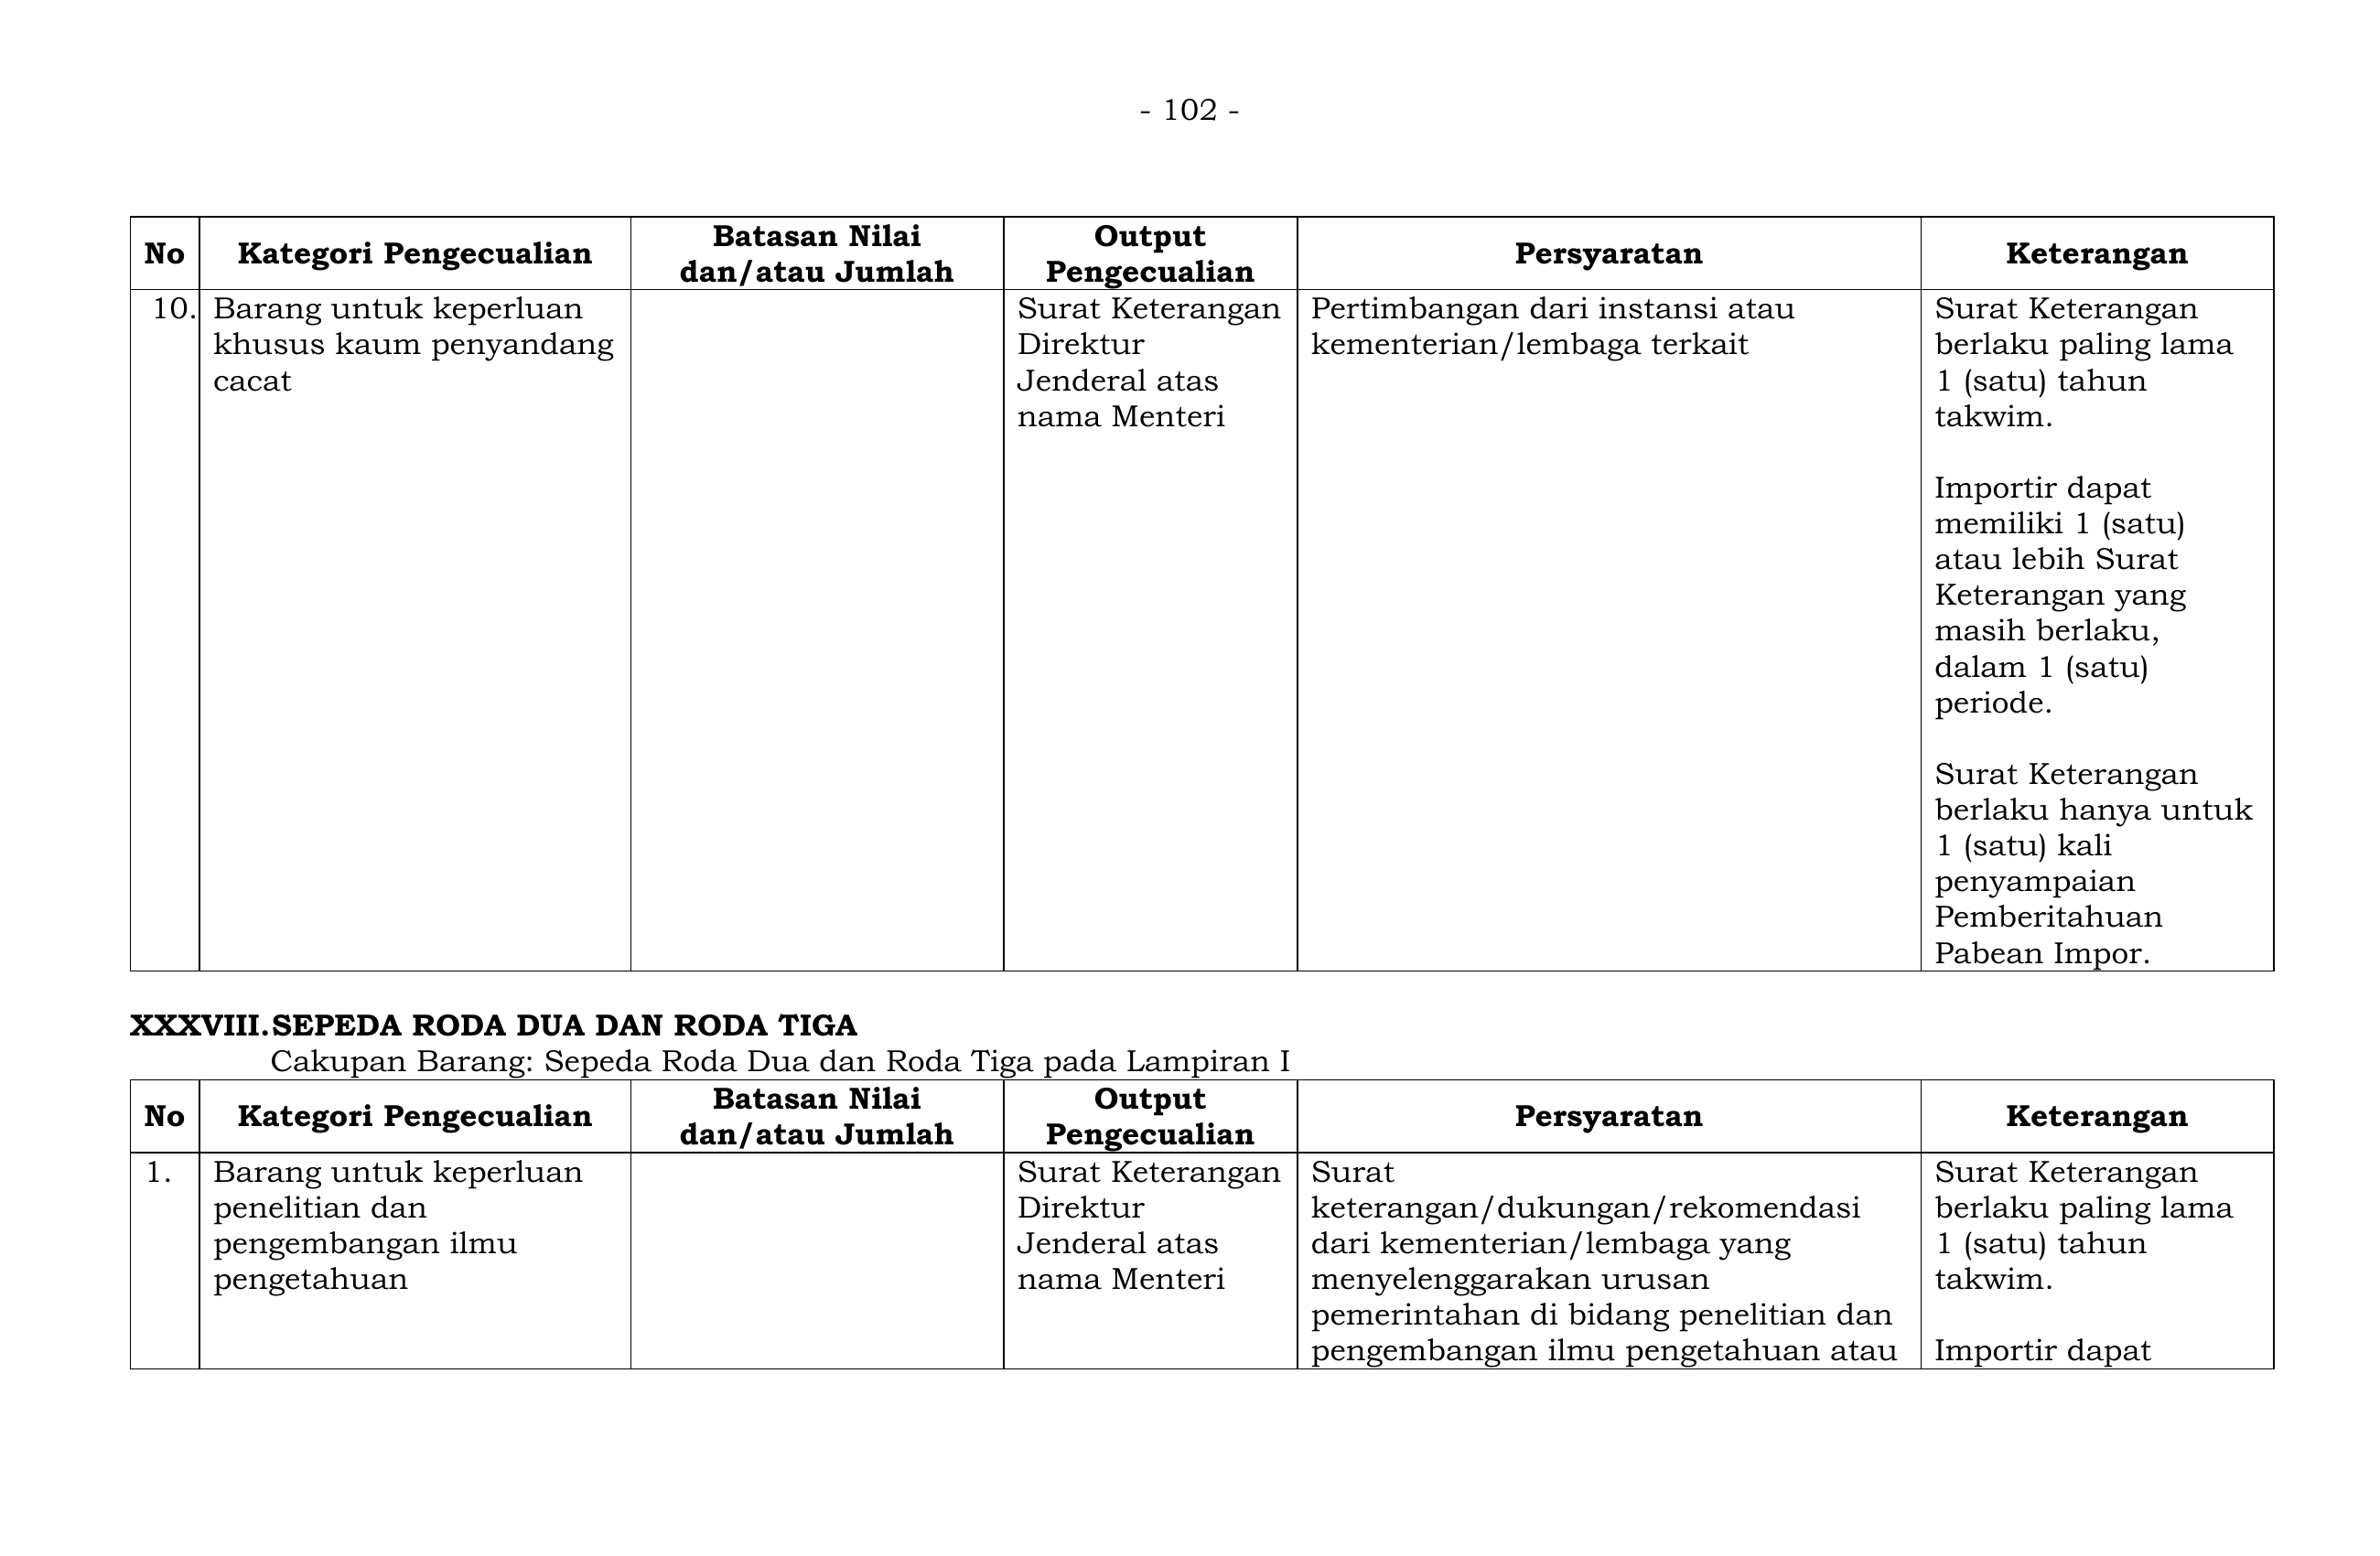 - 102 -
No
Kategori Pengecualian
Batasan Nilai
dan/atau Jumlah
Output
Pengecualian
Persyaratan
Keterangan
10.
Barang untuk keperluan
khusus kaum penyandang
cacat
Surat Keterangan
Direktur
Jenderal atas
nama Menteri
Pertimbangan dari instansi atau
kementerian/lembaga terkait
Surat Keterangan
berlaku paling lama
1 (satu) tahun
takwim.
Importir dapat
memiliki 1 (satu)
atau lebih Surat
Keterangan yang
masih berlaku,
dalam 1 (satu)
periode.
Surat Keterangan
berlaku hanya untuk
1 (satu) kali
penyampaian
Pemberitahuan
Pabean Impor.
XXXVIII. SEPEDA RODA DUA DAN RODA TIGA
Cakupan Barang: Sepeda Roda Dua dan Roda Tiga pada Lampiran I
No
Kategori Pengecualian
Batasan Nilai
dan/atau Jumlah
Output
Pengecualian
Persyaratan
Keterangan
1.
Barang untuk keperluan
penelitian dan
pengembangan ilmu
pengetahuan
Surat Keterangan
Direktur
Jenderal atas
nama Menteri
Surat
keterangan/dukungan/rekomendasi
dari kementerian/lembaga yang
menyelenggarakan urusan
pemerintahan di bidang penelitian dan
pengembangan ilmu pengetahuan atau
Surat Keterangan
berlaku paling lama
1 (satu) tahun
takwim.
Importir dapat